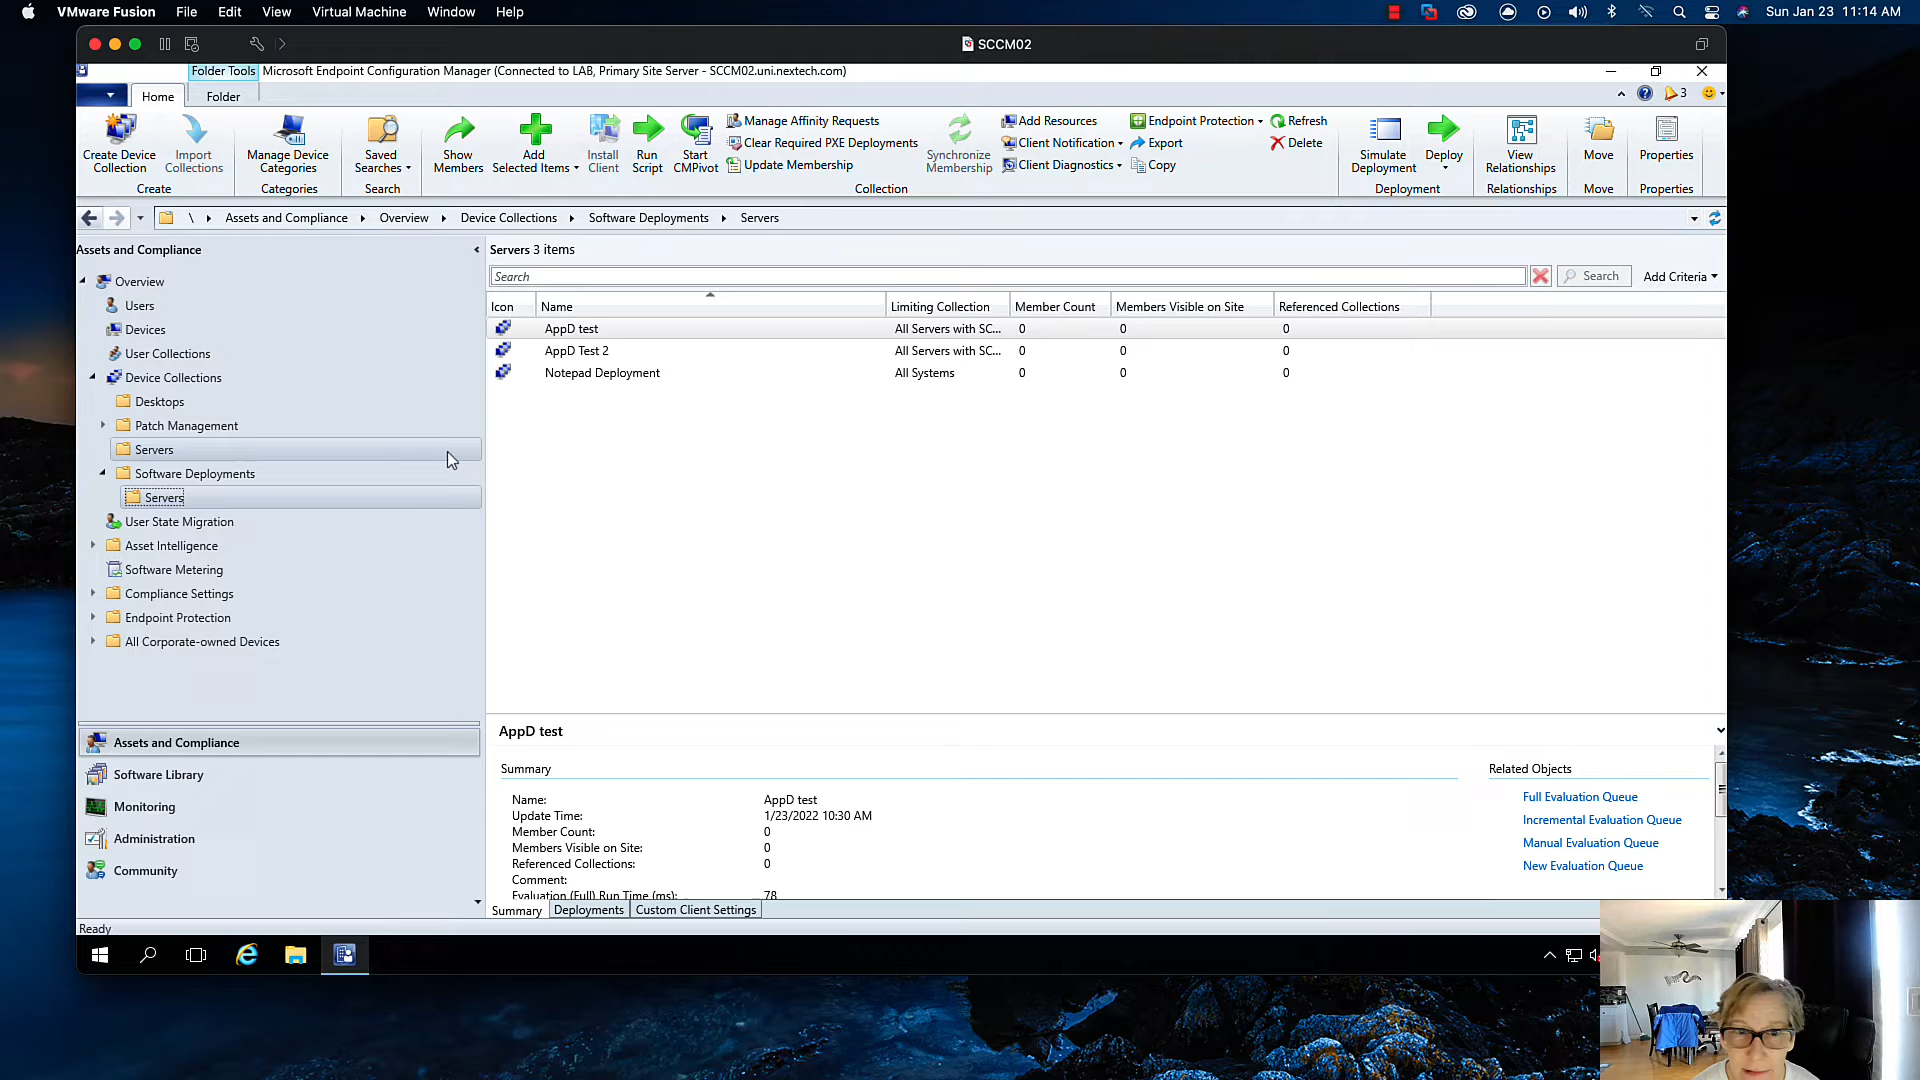 VMware Fusion File Edit View Virtual Machine Window Help Sun Jan 23 11:14 AM
SCCM02
Folder Tools Microsoft Endpoint Configuration Manager (Connected to LAB, Primary Site Server - SCCM02.uni.nextech.com)
Home Folder 3
Create Device Collection
Import Collections
Create
Manage Device Categories
Categories
Saved Searches
Search
Show Members
Add Selected Items
Install Client
Run Script
Start CMPivot
Manage Affinity Requests
Clear Required PXE Deployments
Update Membership
Synchronize Membership
Add Resources
Client Notification
Client Diagnostics
Endpoint Protection
Export
Copy
Refresh
Delete
Collection
Simulate Deployment
Deploy
Deployment
View Relationships
Relationships
Move
Move
Properties
Properties
\ Assets and Compliance Overview Device Collections Software Deployments Servers
Assets and Compliance
Overview
Users
Devices
User Collections
Device Collections
Desktops
Patch Management
Servers
Software Deployments
Servers
User State Migration
Asset Intelligence
Software Metering
Compliance Settings
Endpoint Protection
All Corporate-owned Devices
Assets and Compliance
Software Library
Monitoring
Administration
Community
Servers 3 items
Search Search Add Criteria
Icon Name Limiting Collection Member Count Members Visible on Site Referenced Collections
AppD test All Servers with SC... 0 0 0
AppD Test 2 All Servers with SC... 0 0 0
Notepad Deployment All Systems 0 0 0
AppD test
Summary
Name: AppD test
Update Time: 1/23/2022 10:30 AM
Member Count: 0
Members Visible on Site: 0
Referenced Collections: 0
Comment:
Evaluation (Full) Run Time (ms): 78
Related Objects
Full Evaluation Queue
Incremental Evaluation Queue
Manual Evaluation Queue
New Evaluation Queue
Summary Deployments Custom Client Settings
Ready